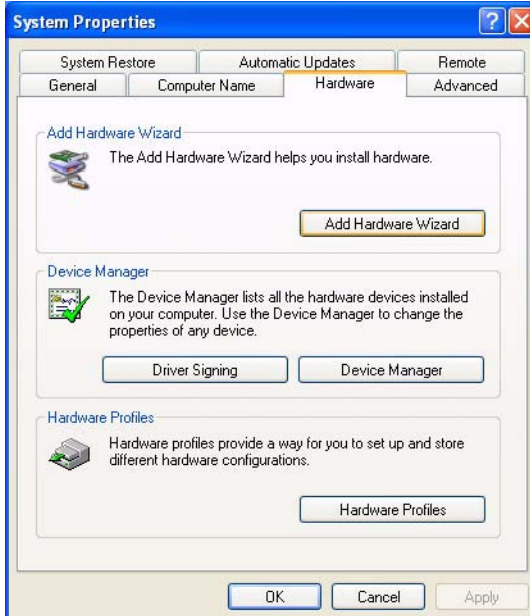 System Properties
System Restore Automatic Updates Remote
General Computer Name Hardware Advanced
Add Hardware Wizard
The Add Hardware Wizard helps you install hardware.
Add Hardware Wizard
Device Manager
The Device Manager lists all the hardware devices installed
on your computer. Use the Device Manager to change the
properties of any device.
Driver Signing Device Manager
Hardware Profiles
Hardware profiles provide a way for you to set up and store
different hardware configurations.
Hardware Profiles
OK Cancel Apply